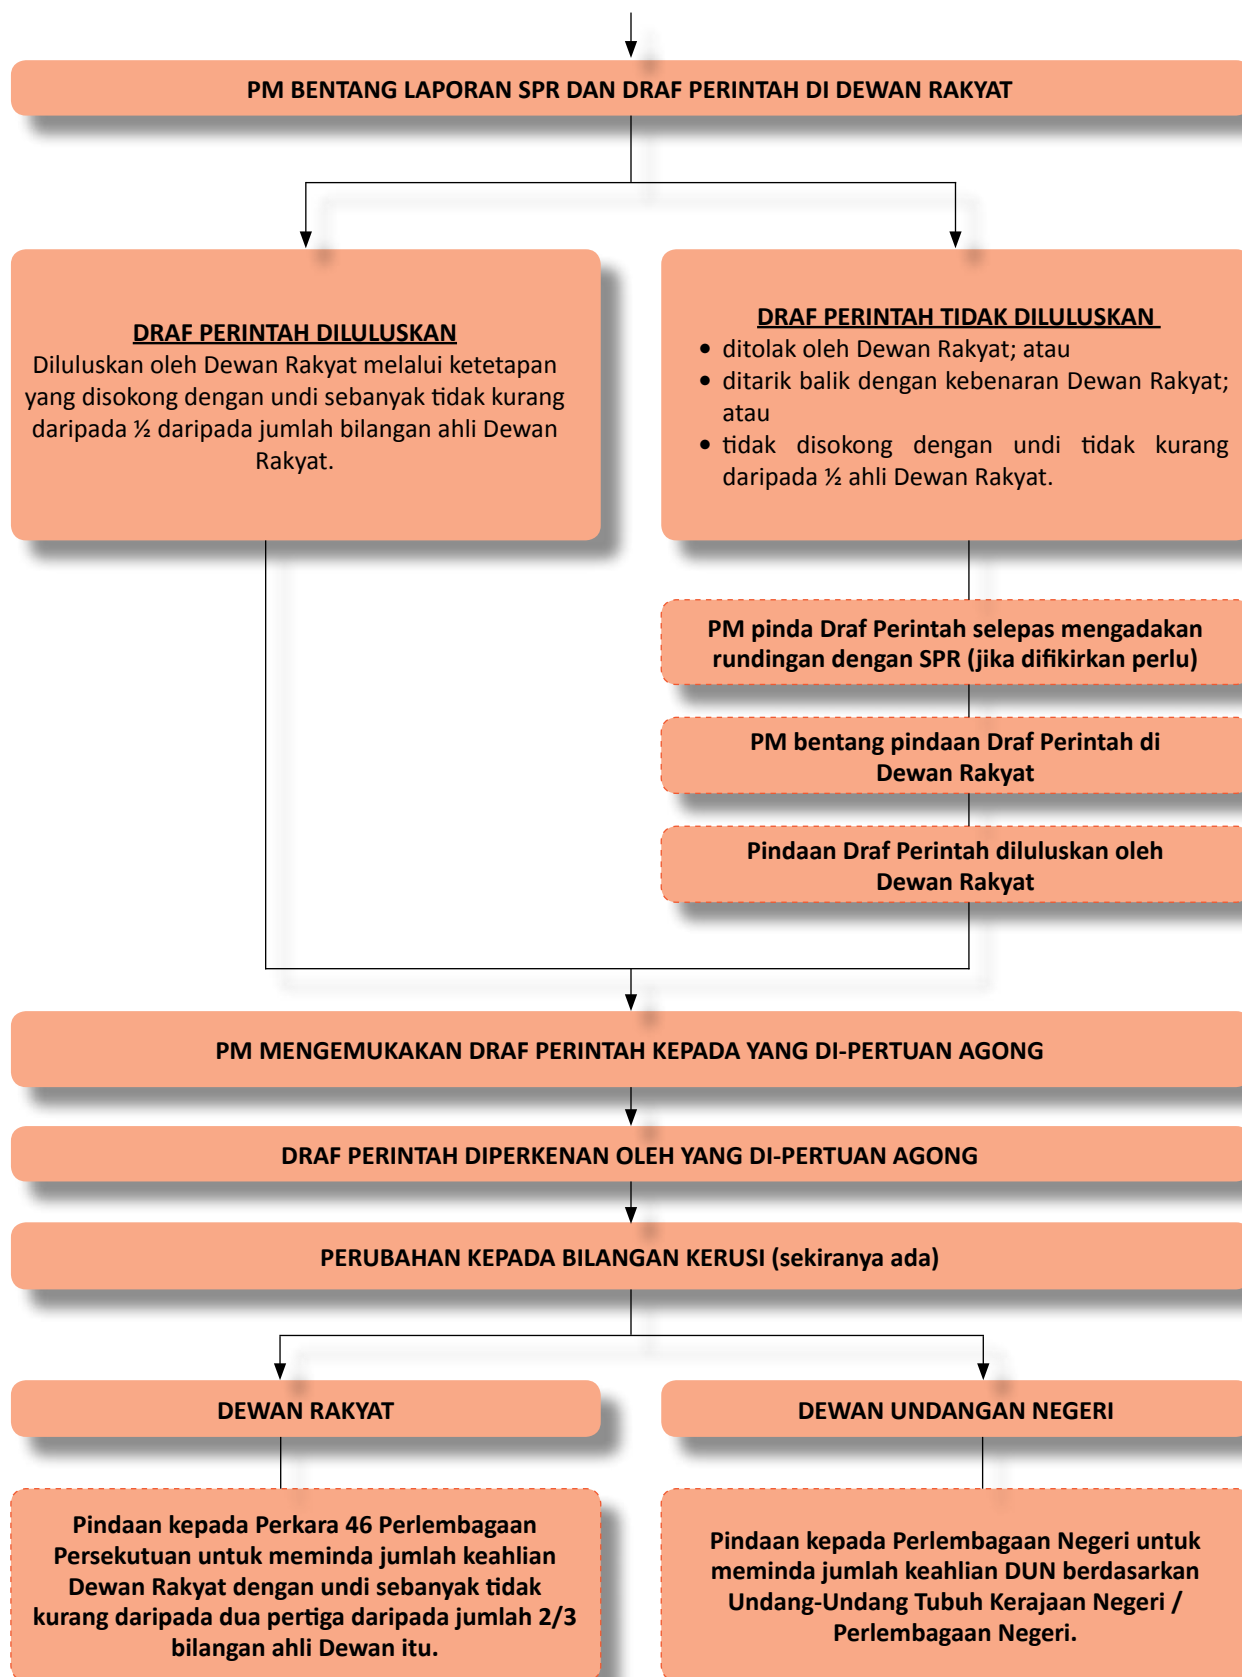 PM BENTANG LAPORAN SPR DAN DRAF PERINTAH DI DEWAN RAKYAT
DRAF PERINTAH DILULUSKAN
Diluluskan oleh Dewan Rakyat melalui ketetapan
yang disokong dengan undi sebanyak tidak kurang
daripada ½ daripada jumlah bilangan ahli Dewan
Rakyat.
DRAF PERINTAH TIDAK DILULUSKAN
• ditolak oleh Dewan Rakyat; atau
• ditarik balik dengan kebenaran Dewan Rakyat;
atau
• tidak disokong dengan undi tidak kurang
daripada ½ ahli Dewan Rakyat.
PM pinda Draf Perintah selepas mengadakan
rundingan dengan SPR (jika difikirkan perlu)
PM bentang pindaan Draf Perintah di
Dewan Rakyat
Pindaan Draf Perintah diluluskan oleh
Dewan Rakyat
PM MENGEMUKAKAN DRAF PERINTAH KEPADA YANG DI-PERTUAN AGONG
DRAF PERINTAH DIPERKENAN OLEH YANG DI-PERTUAN AGONG
PERUBAHAN KEPADA BILANGAN KERUSI (sekiranya ada)
DEWAN RAKYAT
Pindaan kepada Perkara 46 Perlembagaan
Persekutuan untuk meminda jumlah keahlian
Dewan Rakyat dengan undi sebanyak tidak
kurang daripada dua pertiga daripada jumlah 2/3
bilangan ahli Dewan itu.
DEWAN UNDANGAN NEGERI
Pindaan kepada Perlembagaan Negeri untuk
meminda jumlah keahlian DUN berdasarkan
Undang-Undang Tubuh Kerajaan Negeri /
Perlembagaan Negeri.